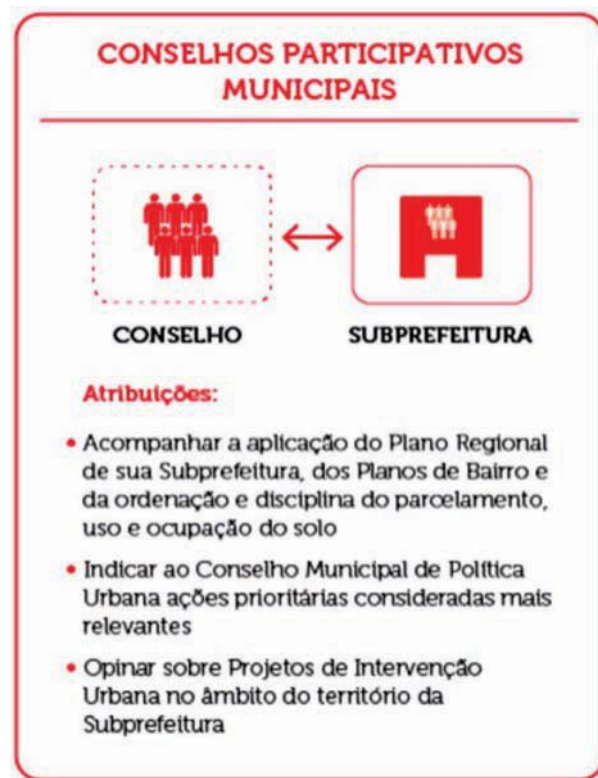 CONSELHOS PARTICIPATIVOS
MUNICIPAIS
CONSELHO
SUBPREFEITURA
Atribuições:
• Acompanhar a aplicação do Plano Regional
de sua Subprefeitura, dos Planos de Bairro e
da ordenação e disciplina do parcelamento,
uso e ocupação do solo
• Indicar ao Conselho Municipal de Política
Urbana ações prioritárias consideradas mais
relevantes
• Opinar sobre Projetos de Intervenção
Urbana no âmbito do território da
Subprefeitura